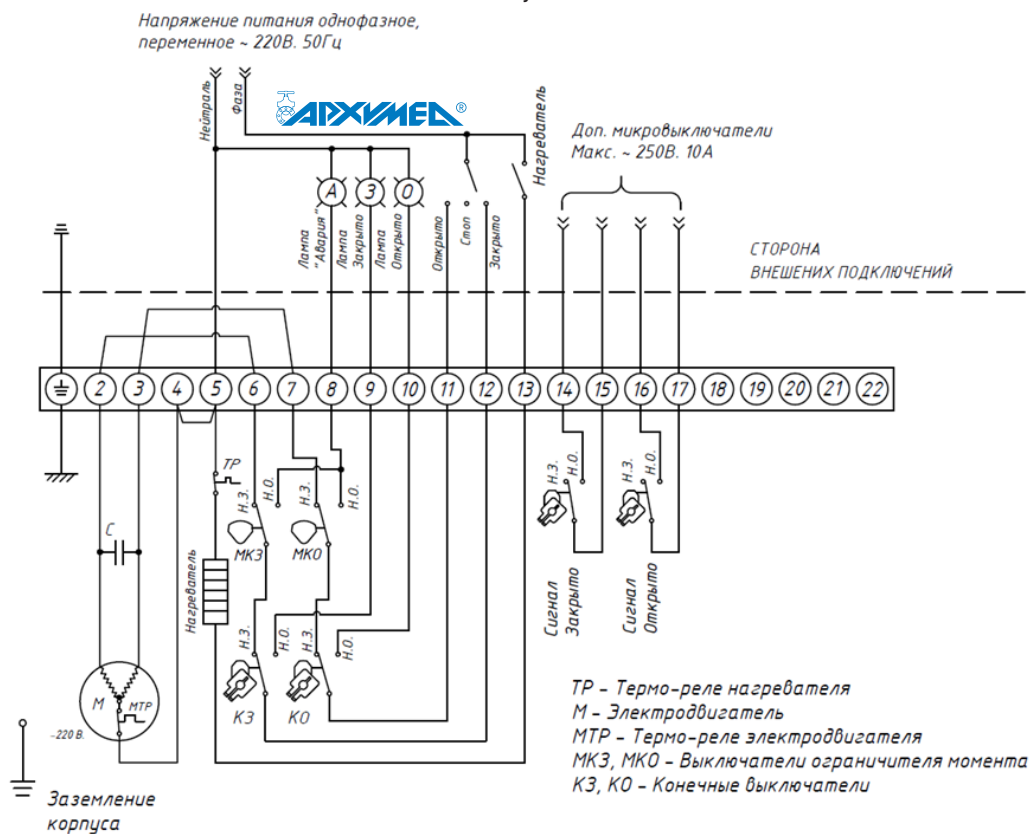 Напряжение питания однофазное,
переменное ~ 220В. 50Гц
Нейтраль
Фаза
АРХИМЕД®
Нагреватель
Доп. микровыключатели
Макс. ~ 250В. 10А
А
З
О
Лампа
"Авария"
Лампа
Закрыто
Лампа
Открыто
Открыто
Стоп
Закрыто
СТОРОНА
ВНЕШЕНИХ ПОДКЛЮЧЕНИЙ
2 3 4 5 6 7 8 9 10 11 12 13 14 15 16 17 18 19 20 21 22
ТР
Н.З.
Н.О.
Н.З.
Н.О.
Н.З.
Н.О.
Н.З.
Н.О.
С
МКЗ
МКО
Нагреватель
Н.З.
Н.О.
Н.З.
Н.О.
КЗ
КО
Сигнал
Закрыто
Сигнал
Открыто
М
МТР
~220 В.
Заземление
корпуса
ТР - Термо-реле нагревателя
М - Электродвигатель
МТР - Термо-реле электродвигателя
МКЗ, МКО - Выключатели ограничителя момента
КЗ, КО - Конечные выключатели